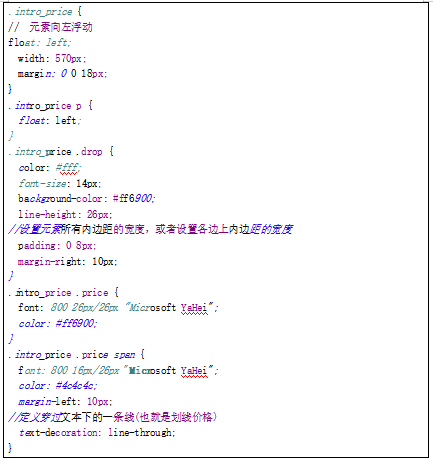 .intro_price {
// 元素向左浮动
float: left;
width: 570px;
margin: 0 0 18px;
}
.intro_price p {
float: left;
}
.intro_price .drop {
color: #fff;
font-size: 14px;
background-color: #ff6900;
line-height: 26px;
//设置元素所有内边距的宽度，或者设置各边上内边距的宽度
padding: 0 8px;
margin-right: 10px;
}
.intro_price .price {
font: 800 26px/26px "Microsoft YaHei";
color: #ff6900;
}
.intro_price .price span {
font: 800 16px/26px "Microsoft YaHei";
color: #4c4c4c;
margin-left: 10px;
//定义穿过文本下的一条线(也就是划线价格)
text-decoration: line-through;
}